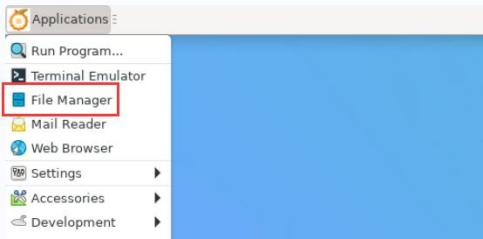 Applications
Run Program...
Terminal Emulator
File Manager
Mail Reader
Web Browser
Settings
Accessories
Development